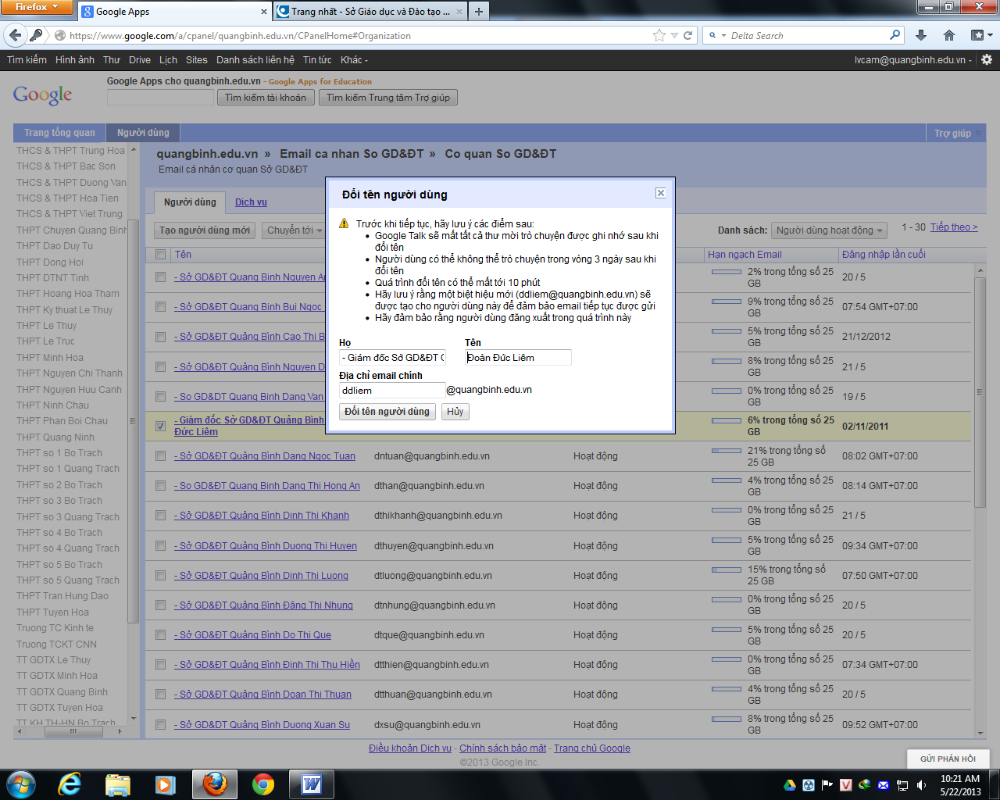 Firefox
Google Apps
Trang nhất - Sở Giáo dục và Đào tạo ...
https://www.google.com/a/cpanel/quangbinh.edu.vn/CPanelHome#Organization
Delta Search
Tìm kiếm Hình ảnh Thư Drive Lịch Sites Danh sách liên hệ Tin tức Khác
lvcam@quangbinh.edu.vn
Google
Google Apps cho quangbinh.edu.vn - Google Apps for Education
Tìm kiếm tài khoản Tìm kiếm Trung tâm Trợ giúp
Trang tổng quan Người dùng Trợ giúp
THCS & THPT Trung Hoa
THCS & THPT Bac Son
THCS & THPT Duong Van
THCS & THPT Hoa Tien
THCS & THPT Viet Trung
THPT Chuyen Quang Binh
THPT Dao Duy Tu
THPT Dong Hoi
THPT DTNT Tinh
THPT Hoang Hoa Tham
THPT Ky thuat Le Thuy
THPT Le Thuy
THPT Le Truc
THPT Minh Hoa
THPT Nguyen Chi Thanh
THPT Nguyen Huu Canh
THPT Ninh Chau
THPT Phan Boi Chau
THPT Quang Ninh
THPT so 1 Bo Trach
THPT so 1 Quang Trach
THPT so 2 Bo Trach
THPT so 3 Bo Trach
THPT so 3 Quang Trach
THPT so 4 Bo Trach
THPT so 4 Quang Trach
THPT so 5 Bo Trach
THPT so 5 Quang Trach
THPT Tran Hung Dao
THPT Tuyen Hoa
Truong TC Kinh te
Truong TCKT CNN
TT GDTX Le Thuy
TT GDTX Minh Hoa
TT GDTX Quang Binh
TT GDTX Tuyen Hoa
TT KH TH-HN Bo Trach
quangbinh.edu.vn » Email ca nhan So GD&ĐT » Co quan So GD&ĐT
Email cá nhân cơ quan Sở GD&ĐT
Người dùng Dịch vụ
Tạo người dùng mới Chuyển tới
Danh sách: Người dùng hoạt động 1 - 30 Tiếp theo >
Tên Hạn ngạch Email Đăng nhập lần cuối
- Sở GD&ĐT Quang Binh Nguyen An 2% trong tổng số 25 GB 20 / 5
- Sở GD&ĐT Quảng Bình Bui Ngoc 9% trong tổng số 25 GB 07:54 GMT+07:00
- Sở GD&ĐT Quảng Bình Cao Thi B 5% trong tổng số 25 GB 21/12/2012
- Sở GD&ĐT Quảng Bình Nguyen D 8% trong tổng số 25 GB 21 / 5
- So GD&DT Quang Binh Dang Van 0% trong tổng số 25 GB 19 / 5
- Giám đốc Sở GD&ĐT Quảng Bình Đức Liêm 6% trong tổng số 25 GB 02/11/2011
- Sở GD&ĐT Quảng Bình Dang Ngoc Tuan dntuan@quangbinh.edu.vn Hoạt động 21% trong tổng số 25 GB 08:02 GMT+07:00
- So GD&ĐT Quang Binh Dang Thi Hong An dthan@quangbinh.edu.vn Hoạt động 4% trong tổng số 25 GB 08:14 GMT+07:00
- Sở GD&ĐT Quảng Bình Dinh Thi Khanh dthikhanh@quangbinh.edu.vn Hoạt động 0% trong tổng số 25 GB 21 / 5
- Sở GD&ĐT Quảng Bình Duong Thi Huyen dthuyen@quangbinh.edu.vn Hoạt động 5% trong tổng số 25 GB 09:34 GMT+07:00
- Sở GD&ĐT Quảng Bình Dinh Thi Luong dtluong@quangbinh.edu.vn Hoạt động 15% trong tổng số 25 GB 07:50 GMT+07:00
- Sở GD&ĐT Quảng Bình Đặng Thi Nhung dtnhung@quangbinh.edu.vn Hoạt động 0% trong tổng số 25 GB 20 / 5
- Sở GD&ĐT Quảng Bình Do Thi Que dtque@quangbinh.edu.vn Hoạt động 5% trong tổng số 25 GB 20 / 5
- Sở GD&ĐT Quảng Bình Đinh Thi Thu Hiền dtthien@quangbinh.edu.vn Hoạt động 0% trong tổng số 25 GB 07:34 GMT+07:00
- Sở GD&ĐT Quảng Bình Doan Thi Thuan dtthuan@quangbinh.edu.vn Hoạt động 4% trong tổng số 25 GB 20 / 5
- Sở GD&ĐT Quảng Bình Duong Xuan Su dxsu@quangbinh.edu.vn Hoạt động 8% trong tổng số 25 GB 09:52 GMT+07:00
Đổi tên người dùng
Trước khi tiếp tục, hãy lưu ý các điểm sau:
Google Talk sẽ mất tất cả thư mời trò chuyện được ghi nhớ sau khi
đổi tên
Người dùng có thể không thể trò chuyện trong vòng 3 ngày sau khi
đổi tên
Quá trình đổi tên có thể mất tới 10 phút
Hãy lưu ý rằng một biệt hiệu mới (ddliem@quangbinh.edu.vn) sẽ
được tạo cho người dùng này để đảm bảo email tiếp tục được gửi
Hãy đảm bảo rằng người dùng đăng xuất trong quá trình này
Họ Tên
- Giám đốc Sở GD&ĐT Đoàn Đức Liêm
Địa chỉ email chính
ddliem @quangbinh.edu.vn
Đổi tên người dùng Hủy
Điều khoản Dịch vụ - Chính sách bảo mật - Trang chủ Google
©2013 Google Inc.
GỬI PHẢN HỒI
10:21 AM
5/22/2013